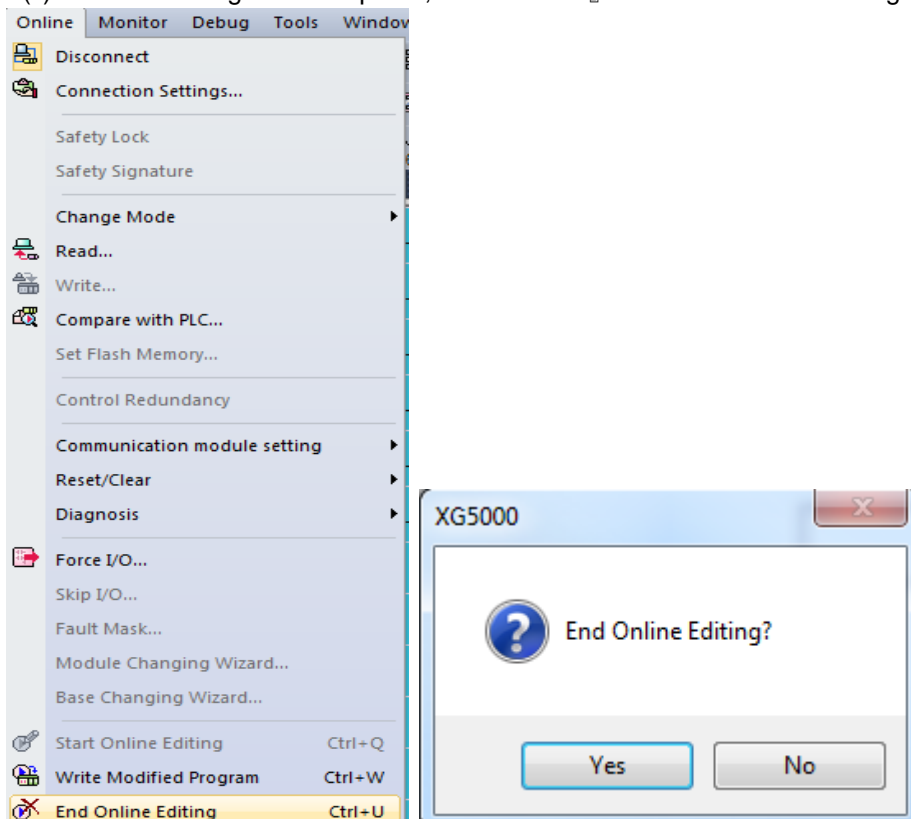 Online Monitor Debug Tools Window
Disconnect
Connection Settings...
Safety Lock
Safety Signature
Change Mode
Read...
Write...
Compare with PLC...
Set Flash Memory...
Control Redundancy
Communication module setting
Reset/Clear
Diagnosis
Force I/O...
Skip I/O...
Fault Mask...
Module Changing Wizard...
Base Changing Wizard...
Start Online Editing Ctrl+Q
Write Modified Program Ctrl+W
End Online Editing Ctrl+U
XG5000
End Online Editing?
Yes No